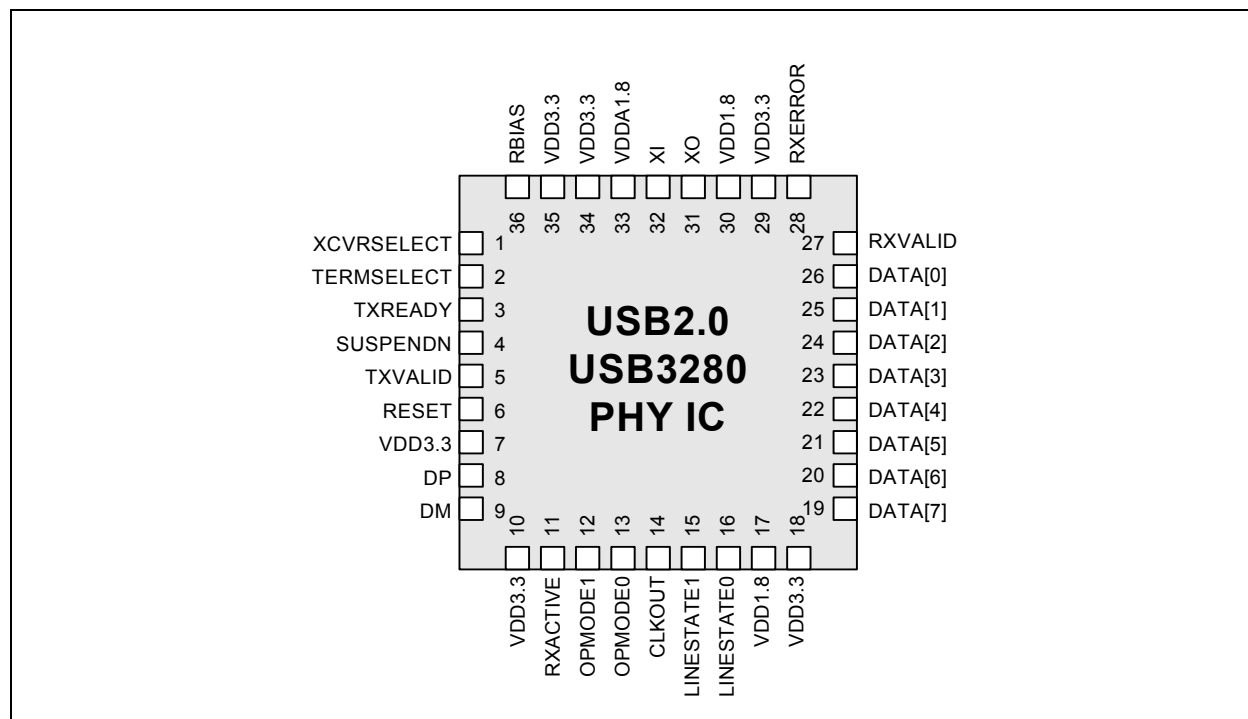 RBIAS
VDD3.3
VDD3.3
VDDA1.8
XI
XO
VDD1.8
VDD3.3
RXERROR
36
35
34
33
32
31
30
29
28
XCVRSELECT 1
TERMSELECT 2
TXREADY 3
SUSPENDN 4
TXVALID 5
RESET 6
VDD3.3 7
DP 8
DM 9
USB2.0
USB3280
PHY IC
27 RXVALID
26 DATA[0]
25 DATA[1]
24 DATA[2]
23 DATA[3]
22 DATA[4]
21 DATA[5]
20 DATA[6]
19 DATA[7]
10
11
12
13
14
15
16
17
18
VDD3.3
RXACTIVE
OPMODE1
OPMODE0
CLKOUT
LINESTATE1
LINESTATE0
VDD1.8
VDD3.3